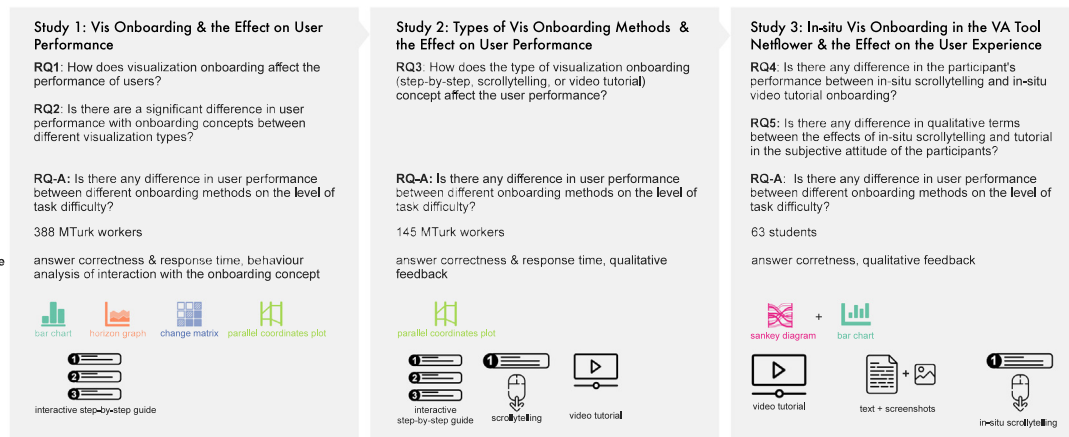 Study 1: Vis Onboarding & the Effect on User
Performance
RQ1: How does visualization onboarding affect the
performance of users?
RQ2: Is there are a significant difference in user
performance with onboarding concepts between
different visualization types?
RQ-A: Is there any difference in user performance
between different onboarding methods on the level of
task difficulty?
388 MTurk workers
answer correctness & response time, behaviour
analysis of interaction with the onboarding concept
bar chart
horizon graph
change matrix
parallel coordinates plot
1
2
3
interactive step-by-step guide
Study 2: Types of Vis Onboarding Methods &
the Effect on User Performance
RQ3: How does the type of visualization onboarding
(step-by-step, scrollytelling, or video tutorial)
concept affect the user performance?
RQ-A: Is there any difference in user performance
between different onboarding methods on the level of
task difficulty?
145 MTurk workers
answer correctness & response time, qualitative
feedback
parallel coordinates plot
1
2
3
interactive
step-by-step guide
1
scrollytelling
video tutorial
Study 3: In-situ Vis Onboarding in the VA Tool
Netflower & the Effect on the User Experience
RQ4: Is there any difference in the participant's
performance between in-situ scrollytelling and in-situ
video tutorial onboarding?
RQ5: Is there any difference in qualitative terms
between the effects of in-situ scrollytelling and tutorial
in the subjective attitude of the participants?
RQ-A: Is there any difference in user performance
between different onboarding methods on the level of
task difficulty?
63 students
answer corretness, qualitative feedback
sankey diagram
+
bar chart
video tutorial
+
text + screenshots
1
in-situ scrollytelling